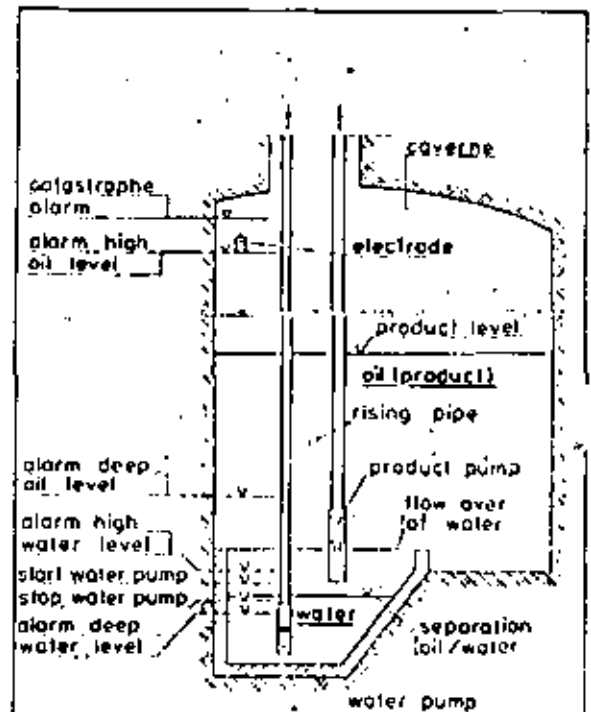 caverne
catastrophe
alarm
alarm high
oil level
electrode
product level
oil (product)
rising pipe
product pump
alarm deep
oil level
flow over
of water
alarm high
water level
start water pump
stop water pump
alarm deep
water level
water
separation
oil/water
water pump